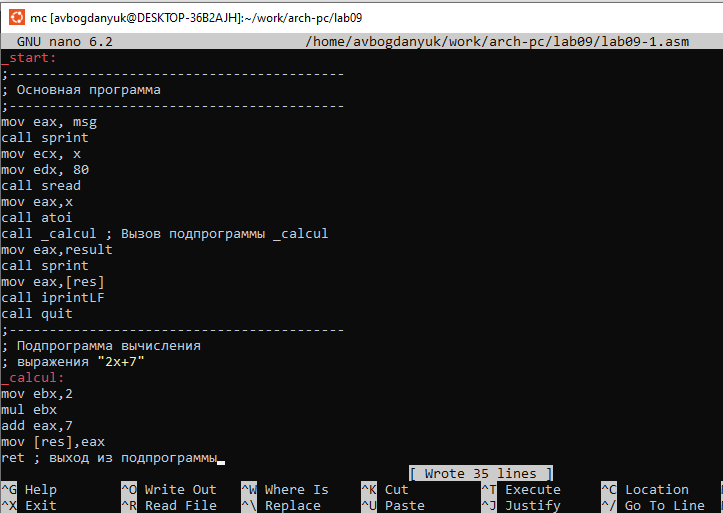 mc [avbogdanyuk@DESKTOP-36B2AJH]:~/work/arch-pc/lab09
GNU nano 6.2 /home/avbogdanyuk/work/arch-pc/lab09/lab09-1.asm
_start:
;-----------------------------------------
; Основная программа
;-----------------------------------------
mov eax, msg
call sprint
mov ecx, x
mov edx, 80
call sread
mov eax,x
call atoi
call _calcul ; Вызов подпрограммы _calcul
mov eax,result
call sprint
mov eax,[res]
call iprintLF
call quit
;-----------------------------------------
; Подпрограмма вычисления
; выражения "2x+7"
_calcul:
mov ebx,2
mul ebx
add eax,7
mov [res],eax
ret ; выход из подпрограммы
[ Wrote 35 lines ]
^G Help ^O Write Out ^W Where Is ^K Cut ^T Execute ^C Location
^X Exit ^R Read File ^\ Replace ^U Paste ^J Justify ^/ Go To Line